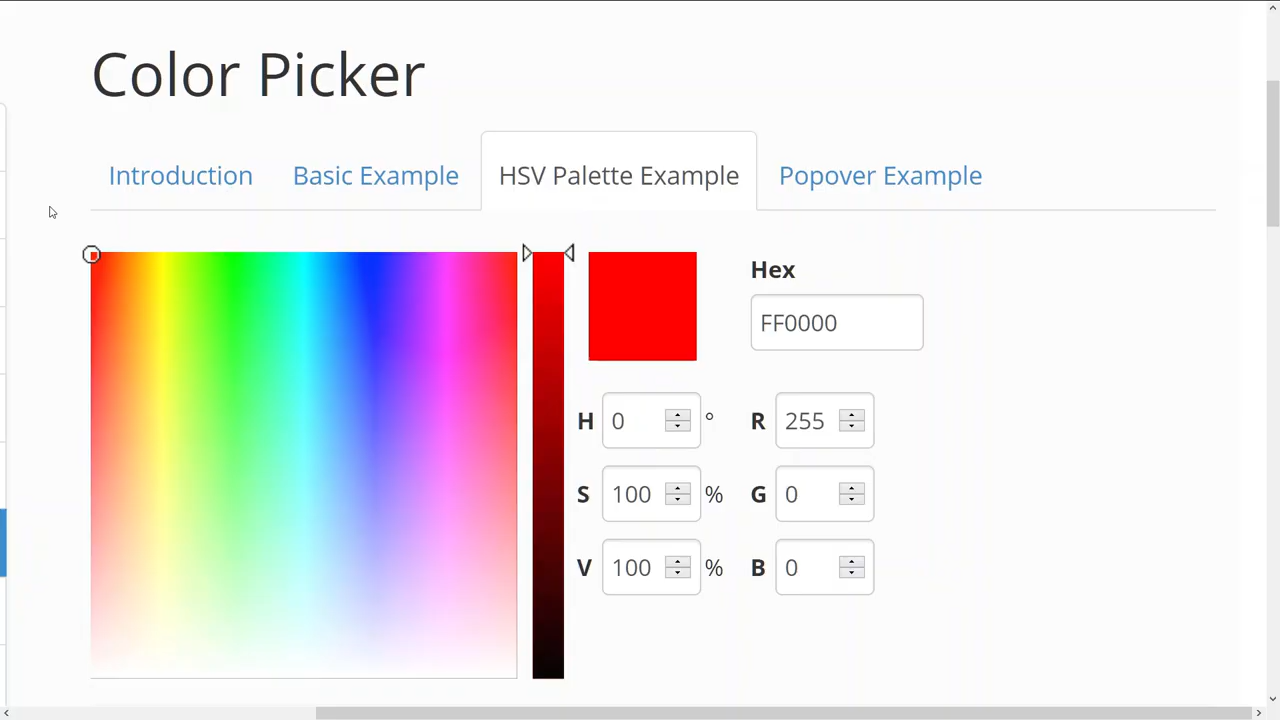 Color Picker
Introduction Basic Example HSV Palette Example Popover Example
Hex
FF0000
H 0 ° R 255
S 100 % G 0
V 100 % B 0